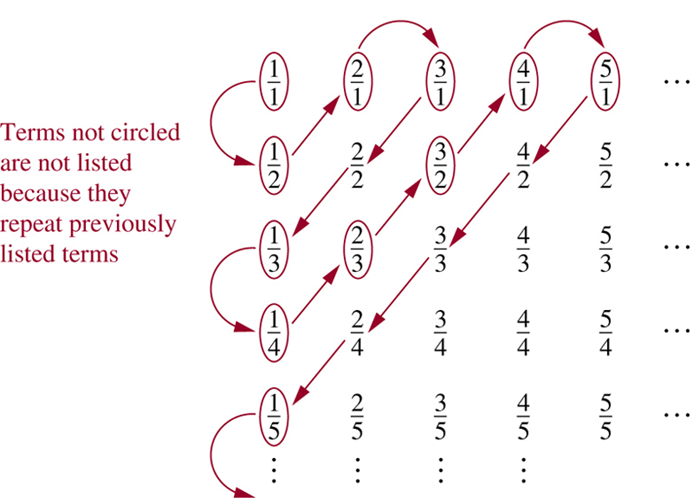 1/1 2/1 3/1 4/1 5/1 ...
Terms not circled
are not listed
because they
repeat previously
listed terms
1/2 2/2 3/2 4/2 5/2 ...
1/3 2/3 3/3 4/3 5/3 ...
1/4 2/4 3/4 4/4 5/4 ...
1/5 2/5 3/5 4/5 5/5 ...
⋮ ⋮ ⋮ ⋮